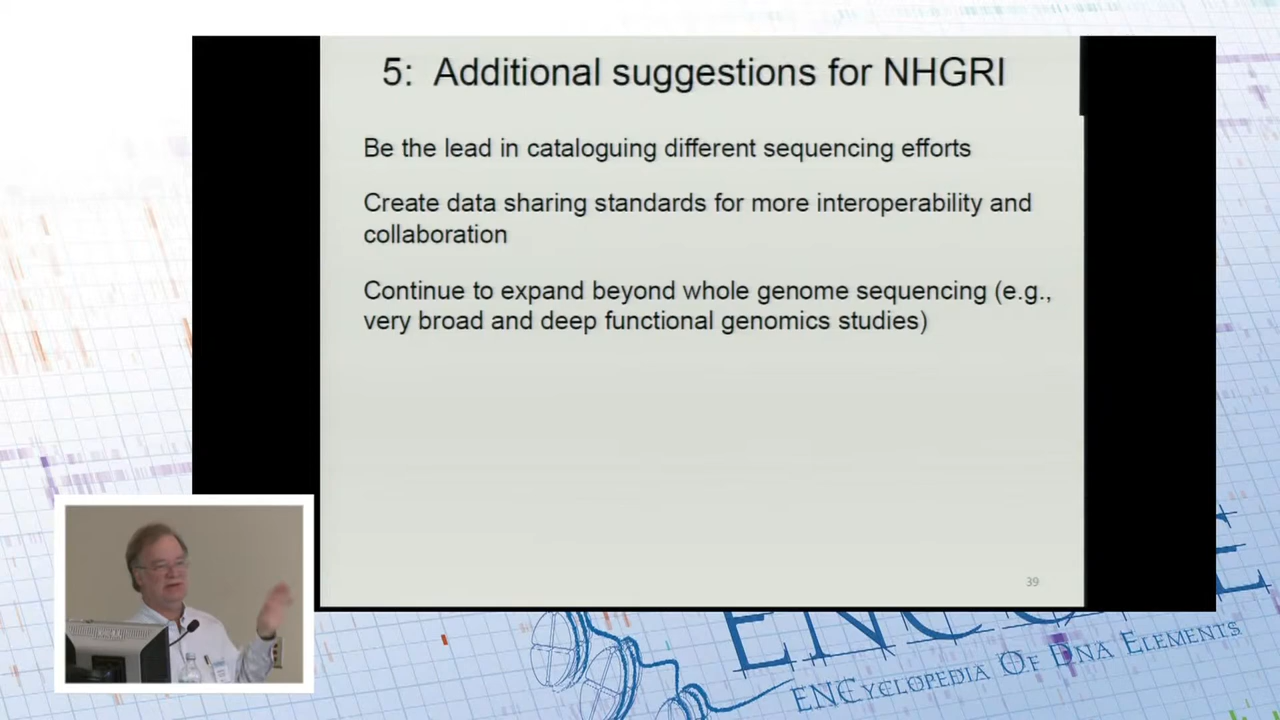 5: Additional suggestions for NHGRI
Be the lead in cataloguing different sequencing efforts
Create data sharing standards for more interoperability and
collaboration
Continue to expand beyond whole genome sequencing (e.g.,
very broad and deep functional genomics studies)
39
ENCODE
ENCYCLOPEDIA OF DNA ELEMENTS